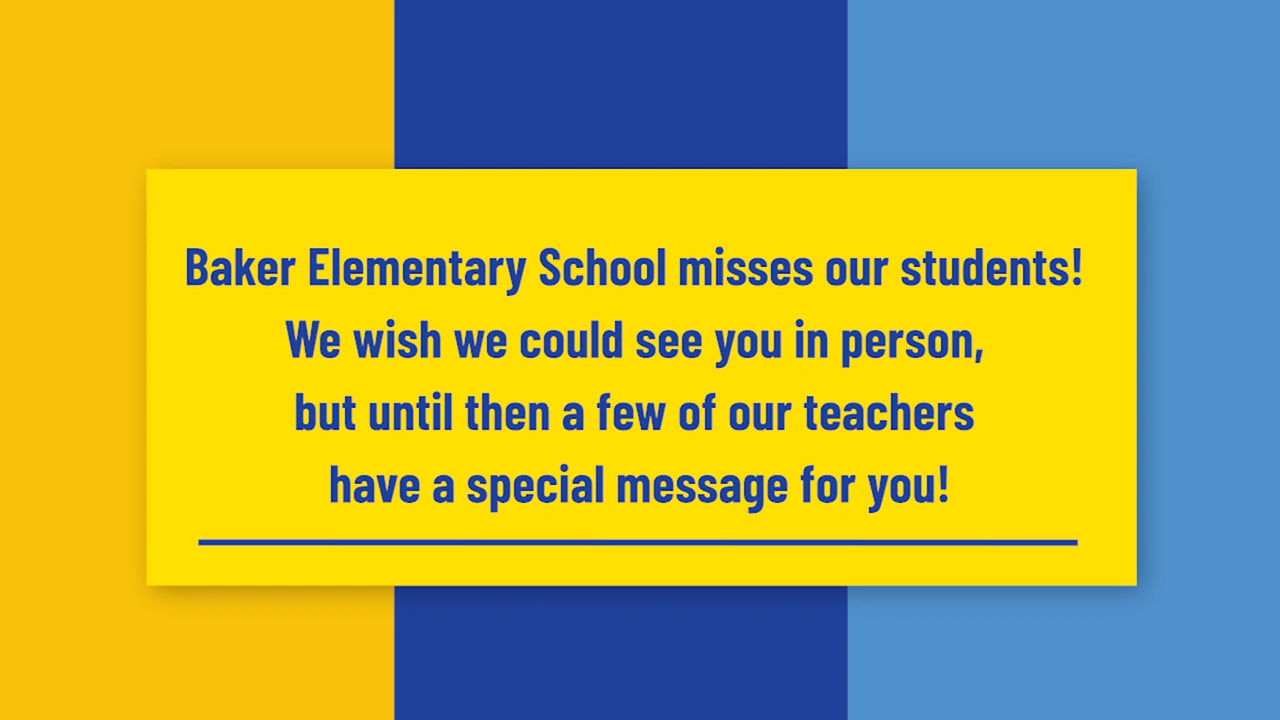 Baker Elementary School misses our students!
We wish we could see you in person,
but until then a few of our teachers
have a special message for you!